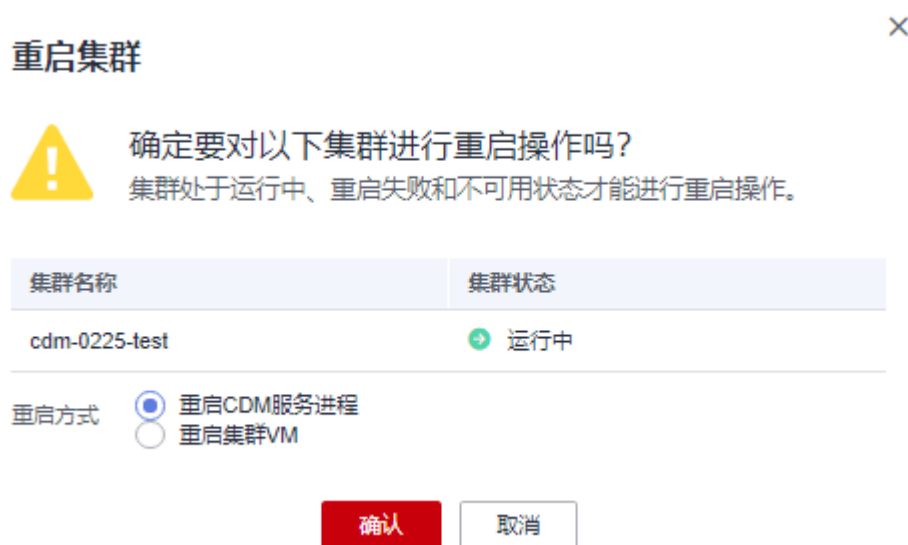 重启集群
确定要对以下集群进行重启操作吗?
集群处于运行中、重启失败和不可用状态才能进行重启操作。
集群名称 集群状态
cdm-0225-test 运行中
重启方式 重启CDM服务进程
重启集群VM
确认 取消